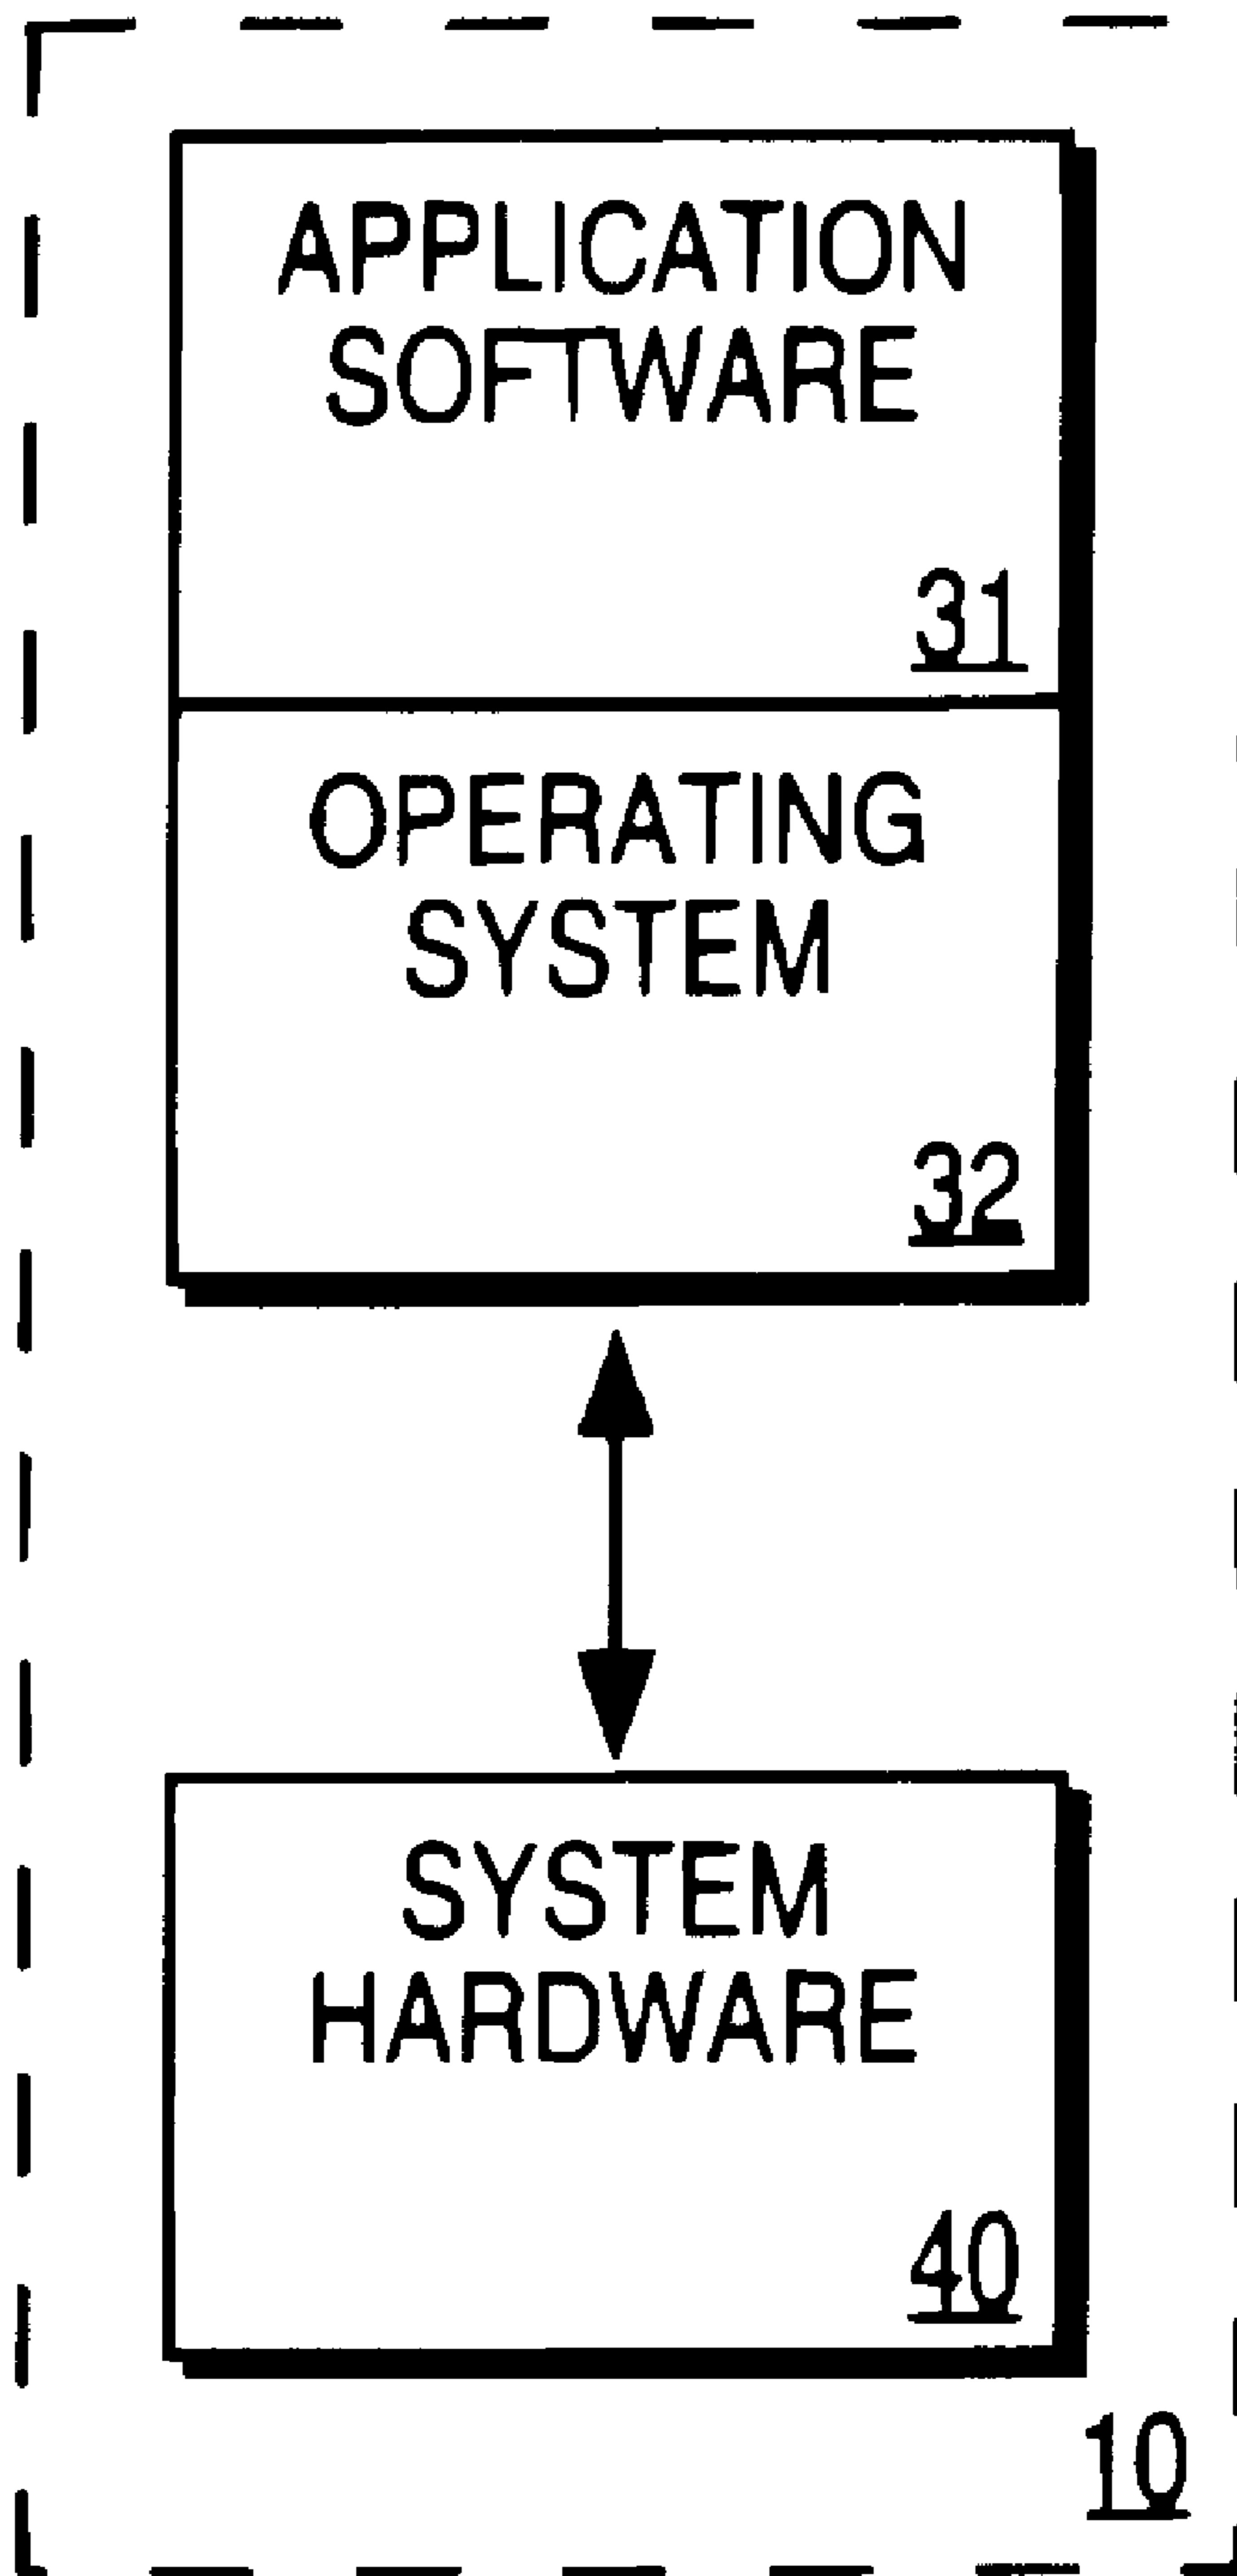 APPLICATION
SOFTWARE
31
OPERATING
SYSTEM
32
SYSTEM
HARDWARE
40
10